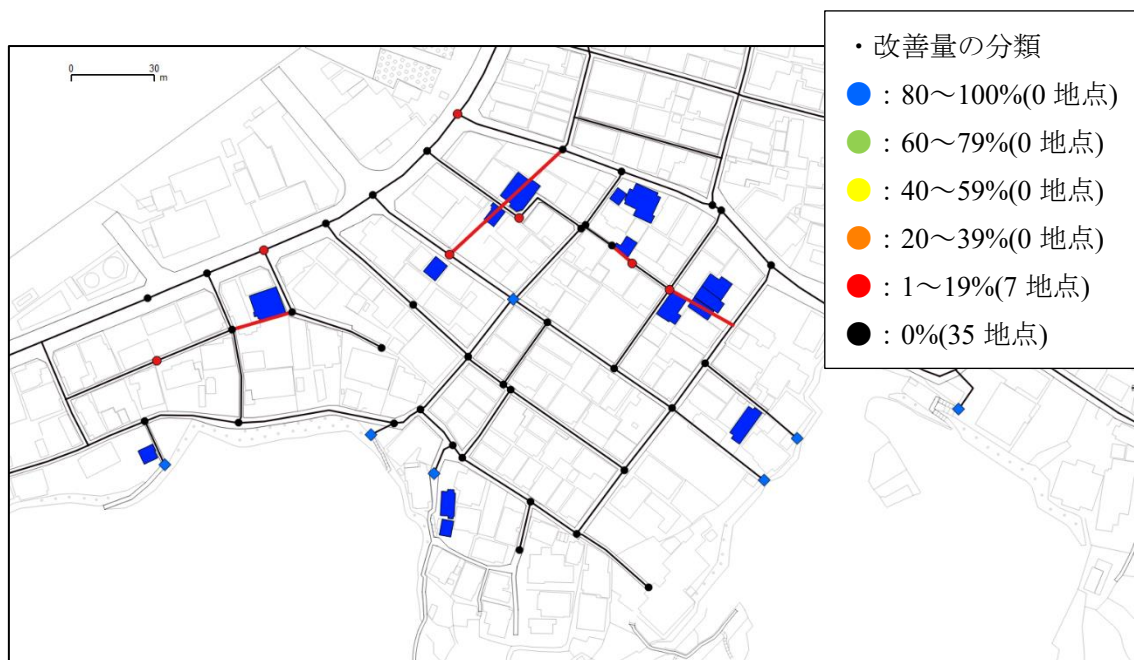 ・改善量の分類
：80～100%(0 地点)
：60～79%(0 地点)
：40～59%(0 地点)
：20～39%(0 地点)
：1～19%(7 地点)
：0%(35 地点)
0 30
m